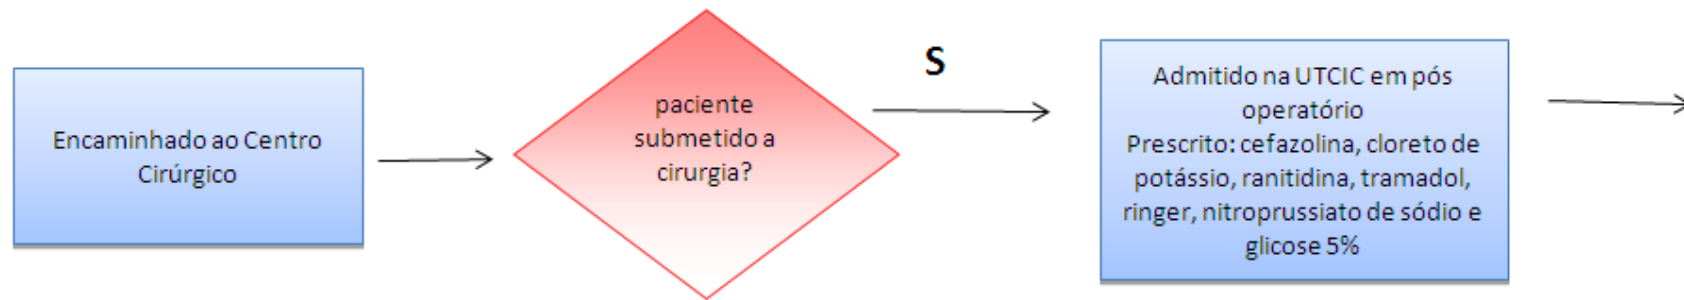 Encaminhado ao Centro
Cirúrgico
paciente
submetido a
cirurgia?
S
Admitido na UTCIC em pós
operatório
Prescrito: cefazolina, cloreto de
potássio, ranitidina, tramadol,
ringer, nitroprussiato de sódio e
glicose 5%